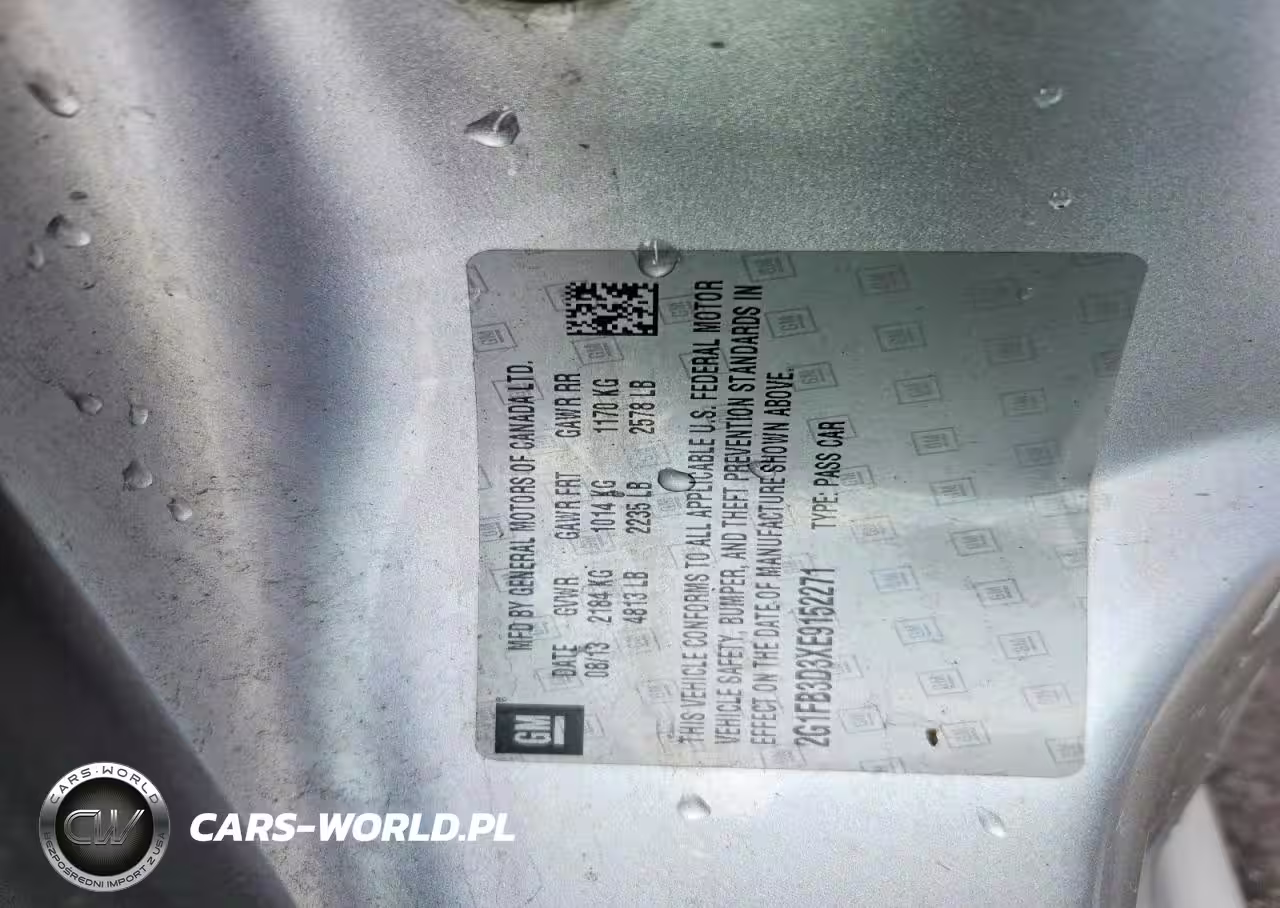 GM
MFD BY GENERAL MOTORS OF CANADA LTD.
DATE GVWR GAWR FRT GAWR RR
08/13 2184 KG 1014 KG 1170 KG
4813 LB 2235 LB 2578 LB
THIS VEHICLE CONFORMS TO ALL APPLICABLE U.S. FEDERAL MOTOR
VEHICLE SAFETY, BUMPER, AND THEFT PREVENTION STANDARDS IN
EFFECT ON THE DATE OF MANUFACTURE SHOWN ABOVE.
2G1FB3D3XE9152271 TYPE: PASS CAR
CARS-WORLD
CW
BEZPOŚREDNI IMPORT Z USA
CARS-WORLD.PL